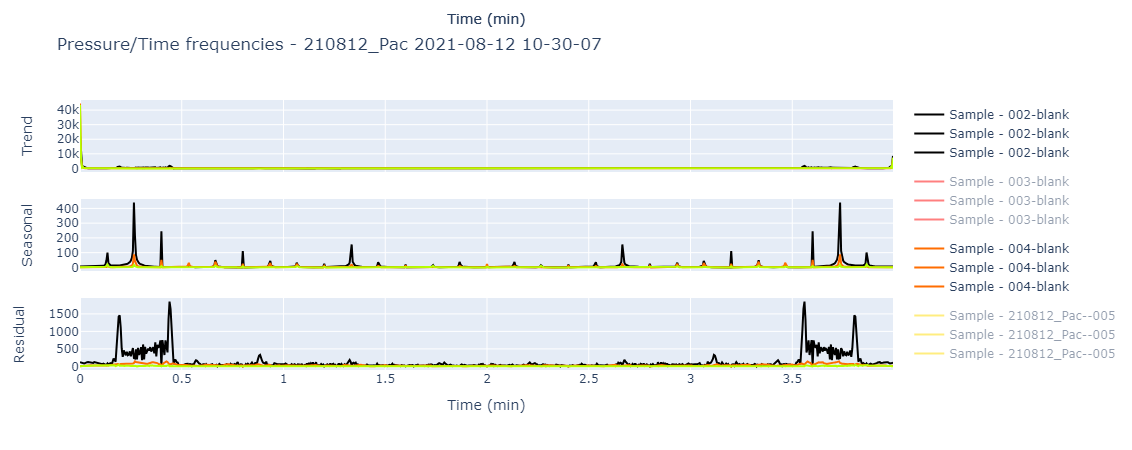 Time (min)
Pressure/Time frequencies - 210812_Pac 2021-08-12 10-30-07
Trend
40k
30k
20k
10k
0
Seasonal
400
300
200
100
0
Residual
1500
1000
500
0
0 0.5 1 1.5 2 2.5 3 3.5
Time (min)
Sample - 002-blank
Sample - 002-blank
Sample - 002-blank
Sample - 003-blank
Sample - 003-blank
Sample - 003-blank
Sample - 004-blank
Sample - 004-blank
Sample - 004-blank
Sample - 210812_Pac--005
Sample - 210812_Pac--005
Sample - 210812_Pac--005